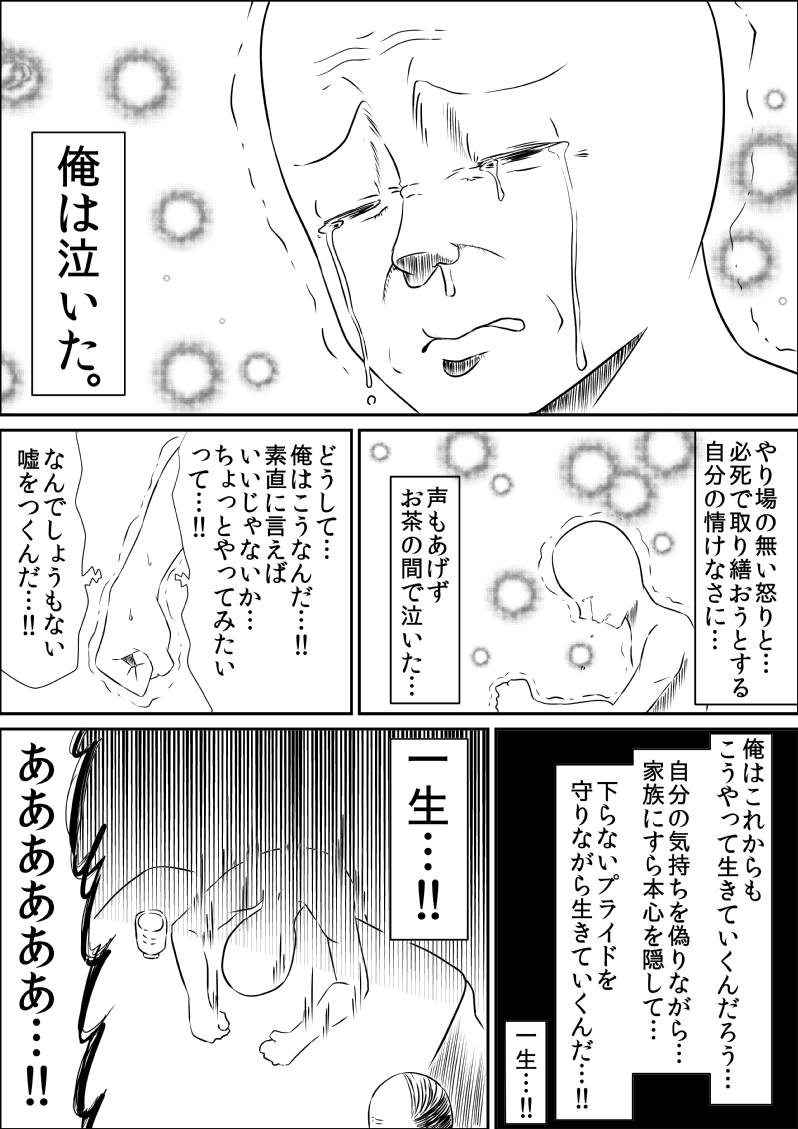 俺は泣いた。
やり場の無い怒りと…
必死で取り繕おうとする
自分の情けなさに…
声もあげず
お茶の間で泣いた…
どうして…
俺はこうなんだ…!!
素直に言えば
いいじゃないか…
ちょっとやってみたい
って…!!
なんでしょうもない
嘘をつくんだ…!!
俺はこれからも
こうやって生きていくんだろう…
自分の気持ちを偽りながら…
家族にすら本心を隠して…
下らないプライドを
守りながら生きていくんだ…!!
一生…!!
一生…!!
ああああああ…!!